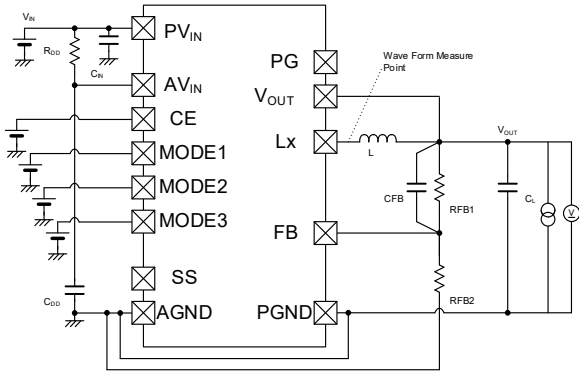 VIN
PVIN
RDD
CIN
AVIN
CE
MODE1
MODE2
MODE3
SS
CDD
AGND
PG
Wave Form Measure
Point
VOUT
Lx
L
VOUT
CFB
RFB1
CL
V
FB
RFB2
PGND